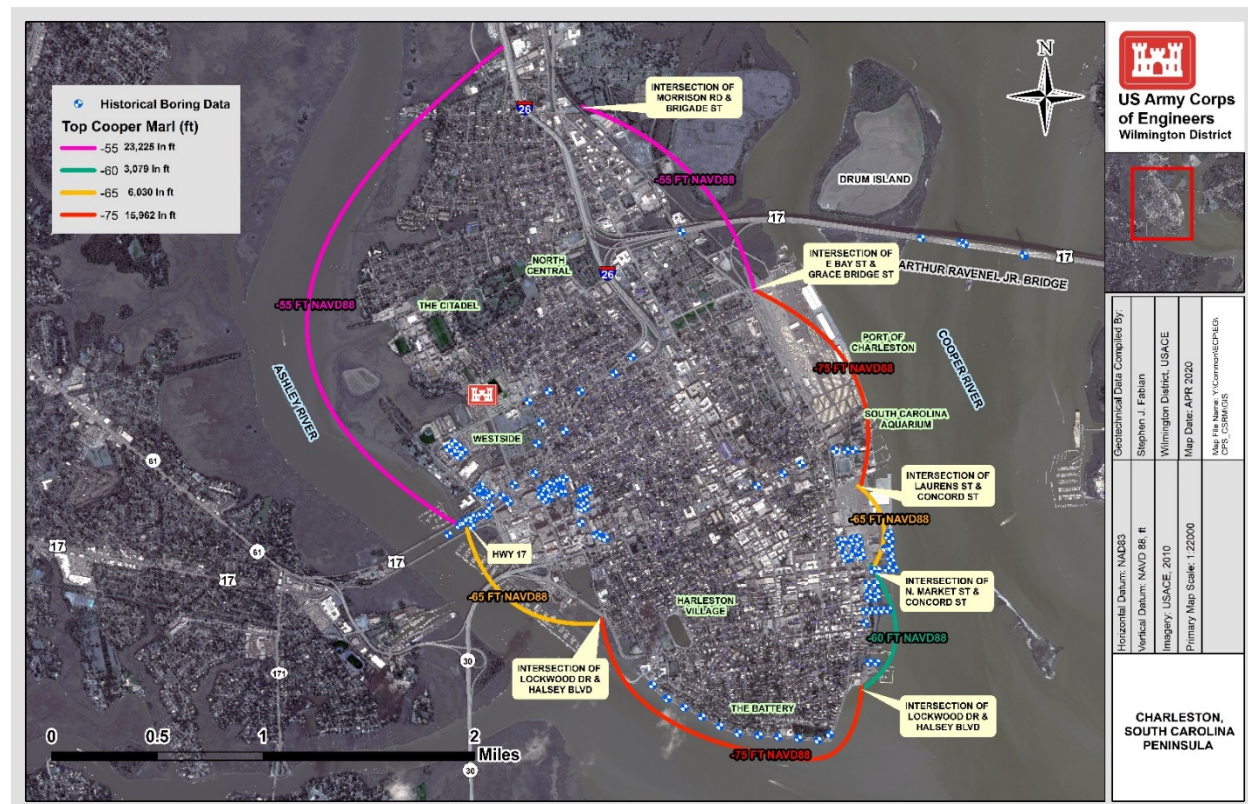 Historical Boring Data
Top Cooper Marl (ft)
-55 23,225 ln ft
-60 3,079 ln ft
-65 6,030 ln ft
-75 15,962 ln ft
26
INTERSECTION OF
MORRISON RD &
BRIGADE ST
N
-55 FT NAVD88
DRUM ISLAND
17
17
ARTHUR RAVENEL JR. BRIDGE
INTERSECTION OF
E BAY ST &
GRACE BRIDGE ST
NORTH
CENTRAL
26
THE CITADEL
-55 FT NAVD88
ASHLEY RIVER
PORT OF
CHARLESTON
COOPER RIVER
-75 FT NAVD88
SOUTH CAROLINA
AQUARIUM
WESTSIDE
61
INTERSECTION OF
LAURENS ST &
CONCORD ST
-65 FT NAVD88
17
61
17
17
HWY 17
INTERSECTION OF
N. MARKET ST &
CONCORD ST
-65 FT NAVD88
HARLESTON
VILLAGE
-60 FT NAVD88
30
171
INTERSECTION OF
LOCKWOOD DR &
HALSEY BLVD
THE BATTERY
INTERSECTION OF
LOCKWOOD DR &
HALSEY BLVD
-75 FT NAVD88
0 0.5 1 2
Miles
30
US Army Corps
of Engineers
Wilmington District
Horizontal Datum: NAD83
Geotechnical Data Compiled By:
Vertical Datum: NAVD 88, ft
Stephen J. Fabian
Imagery: USACE, 2010
Wilmington District, USACE
Primary Map Scale: 1:22000
Map Date: APR 2020
CHARLESTON,
SOUTH CAROLINA
PENINSULA